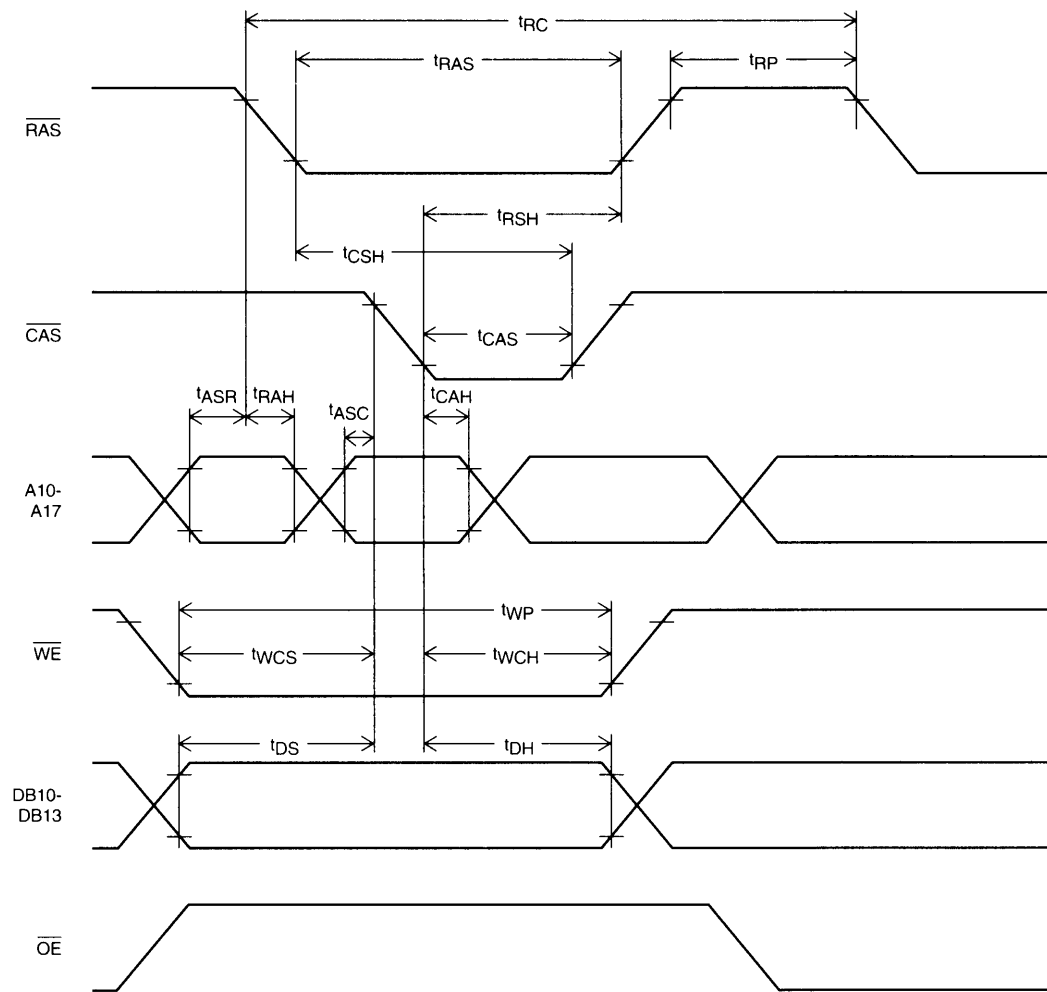 tRC
tRAS
tRP
RAS
tRSH
tCSH
CAS
tCAS
tASR
tRAH
tCAH
tASC
A10-
A17
tWP
WE
tWCS
tWCH
tDS
tDH
DB10-
DB13
OE